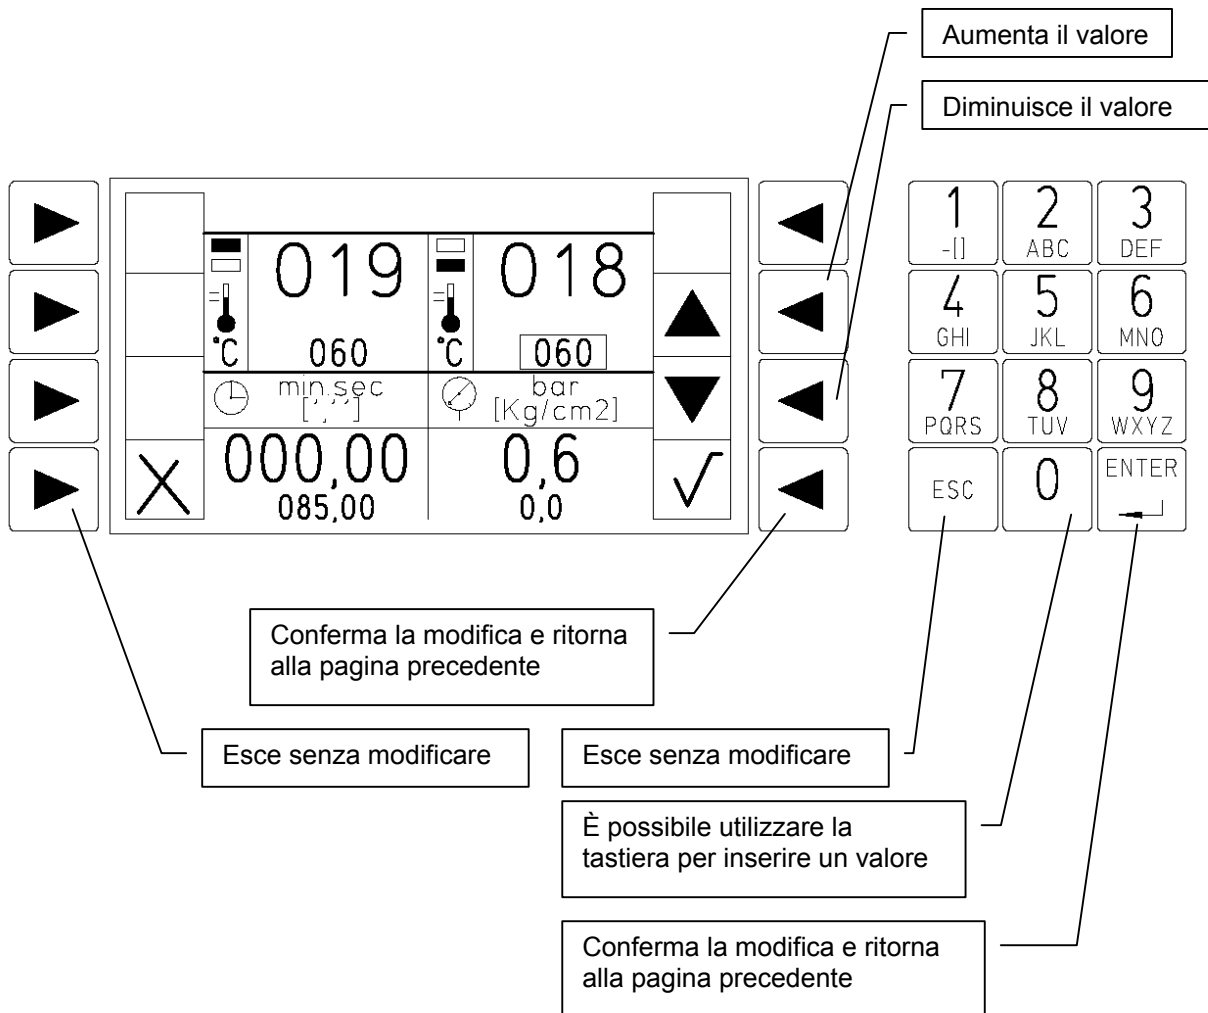 Aumenta il valore
Diminuisce il valore
019
018
°C
060
°C
060
min.sec
[','']
bar
[Kg/cm2]
000,00
0,6
085,00
0,0
1
-[]
2
ABC
3
DEF
4
GHI
5
JKL
6
MNO
7
PQRS
8
TUV
9
WXYZ
ESC
0
ENTER
Conferma la modifica e ritorna
alla pagina precedente
Esce senza modificare
Esce senza modificare
È possibile utilizzare la
tastiera per inserire un valore
Conferma la modifica e ritorna
alla pagina precedente